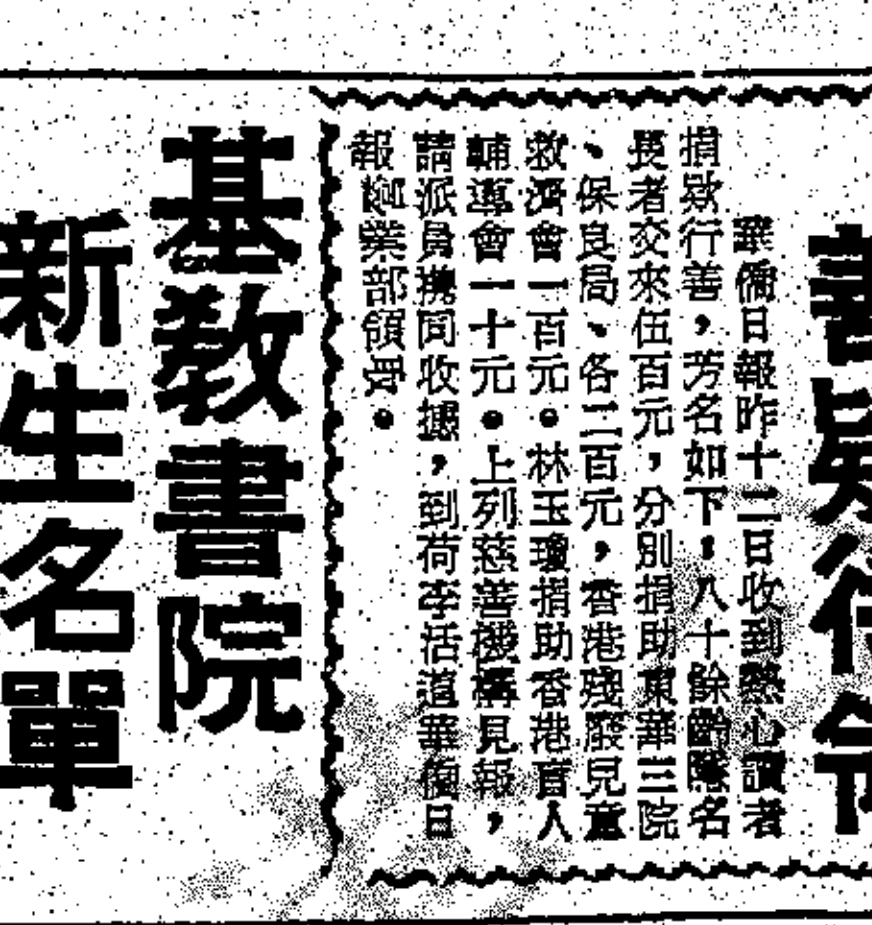 善
華僑日報昨十二日收到熱心讀者
捐欵行善，芳名如下：八十餘齡隱名
長者交來伍百元，分別捐助東華三院
、保良局、各二百元，香港殘廢兒童
救濟會一百元。林玉瓊捐助香港盲人
輔導會一十元。上列慈善機構見報，
請派員携同收據，到荷李活道華僑日
報營業部領取。
基教書院
新生名單